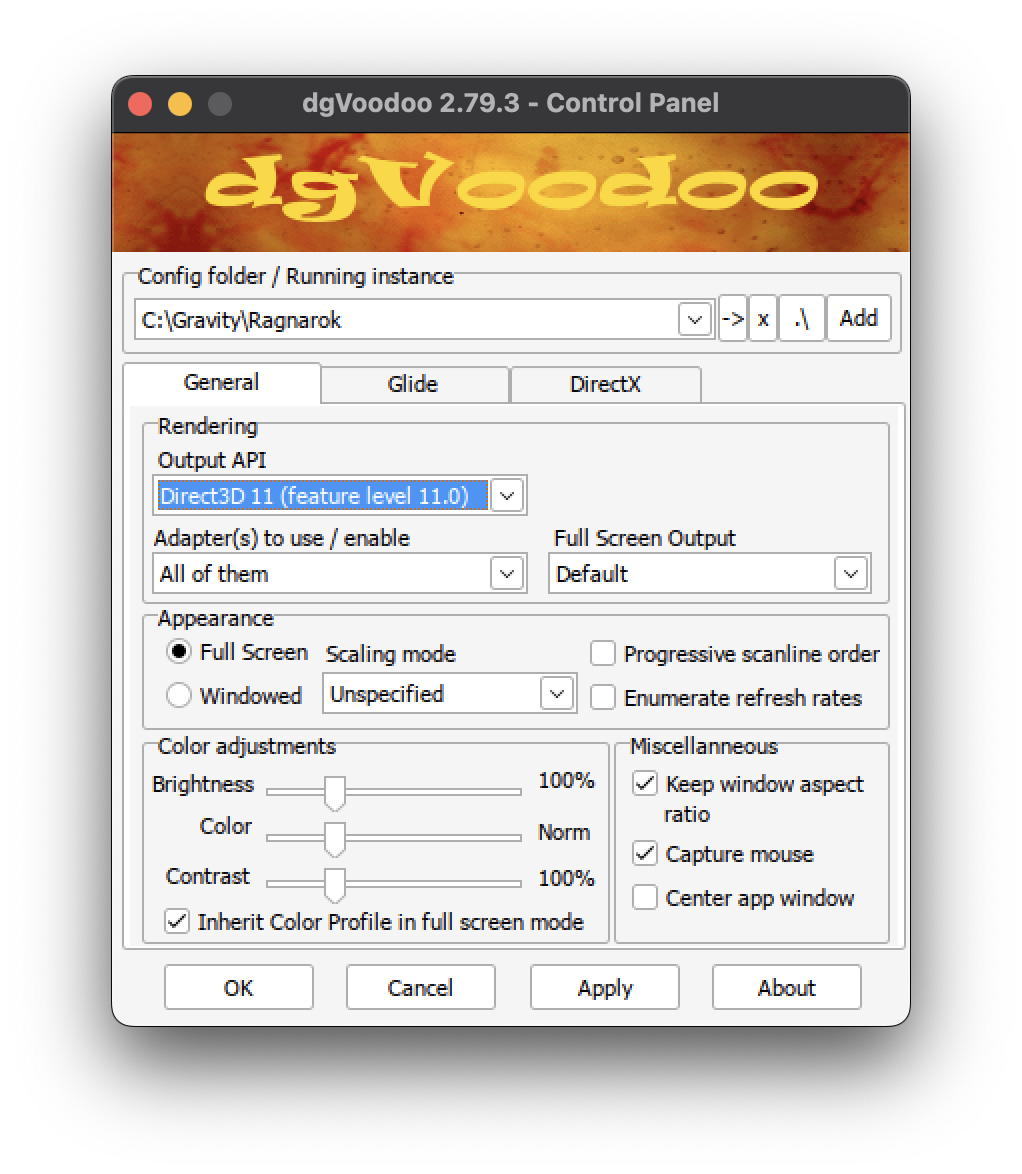 dgVoodoo 2.79.3 - Control Panel
dgVoodoo
Config folder / Running instance
C:\Gravity\Ragnarok -> x .\ Add
General Glide DirectX
Rendering
Output API
Direct3D 11 (feature level 11.0)
Adapter(s) to use / enable Full Screen Output
All of them Default
Appearance
Full Screen Scaling mode Progressive scanline order
Windowed Unspecified Enumerate refresh rates
Color adjustments Miscellaneous
Brightness 100% Keep window aspect
ratio
Color Norm
Capture mouse
Contrast 100%
Center app window
Inherit Color Profile in full screen mode
OK Cancel Apply About